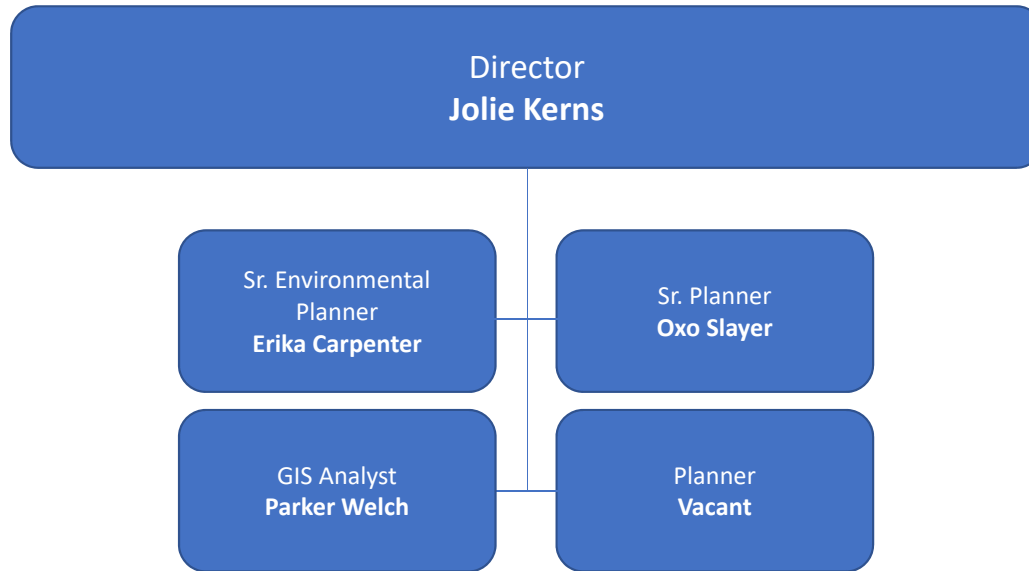 Director
Jolie Kerns
Sr. Environmental
Planner
Erika Carpenter
Sr. Planner
Oxo Slayer
GIS Analyst
Parker Welch
Planner
Vacant